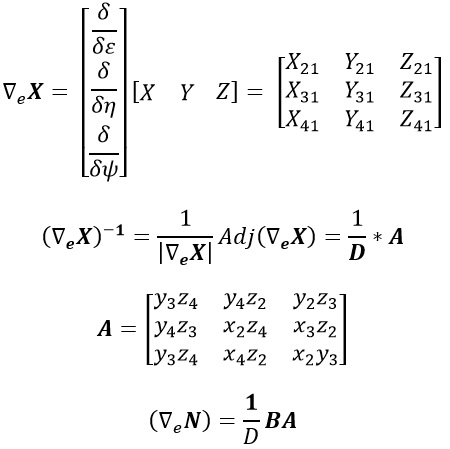 ∇ₑX = [δ/δε; δ/δη; δ/δψ] [X Y Z] = [X₂₁ Y₂₁ Z₂₁; X₃₁ Y₃₁ Z₃₁; X₄₁ Y₄₁ Z₄₁]
(∇ₑX)⁻¹ = 1/|∇ₑX| Adj(∇ₑX) = 1/D * A
A = [y₃z₄ y₄z₂ y₂z₃; y₄z₃ x₂z₄ x₃z₂; y₃z₄ x₄z₂ x₂y₃]
(∇ₑN) = 1/D BA